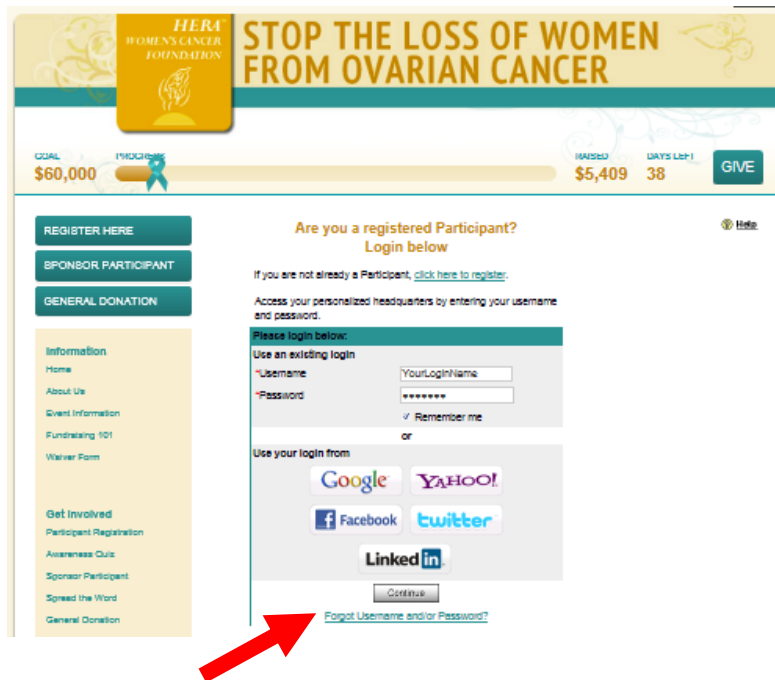 HERA
WOMEN'S CANCER
FOUNDATION
STOP THE LOSS OF WOMEN
FROM OVARIAN CANCER
GOAL PROGRESS RAISED DAYS LEFT
$60,000 $5,409 38 GIVE
REGISTER HERE
SPONSOR PARTICIPANT
GENERAL DONATION
Information
Home
About Us
Event Information
Fundraising 101
Waiver Form
Get Involved
Participant Registration
Awareness Quiz
Sponsor Participant
Spread the Word
General Donation
Are you a registered Participant?
Login below
Help
If you are not already a Participant, click here to register.
Access your personalized headquarters by entering your username
and password.
Please login below:
Use an existing login
*Username YourLoginName
*Password •••••••
Remember me
or
Use your login from
Google YAHOO!
Facebook twitter
Linked in
Continue
Forgot Username and/or Password?